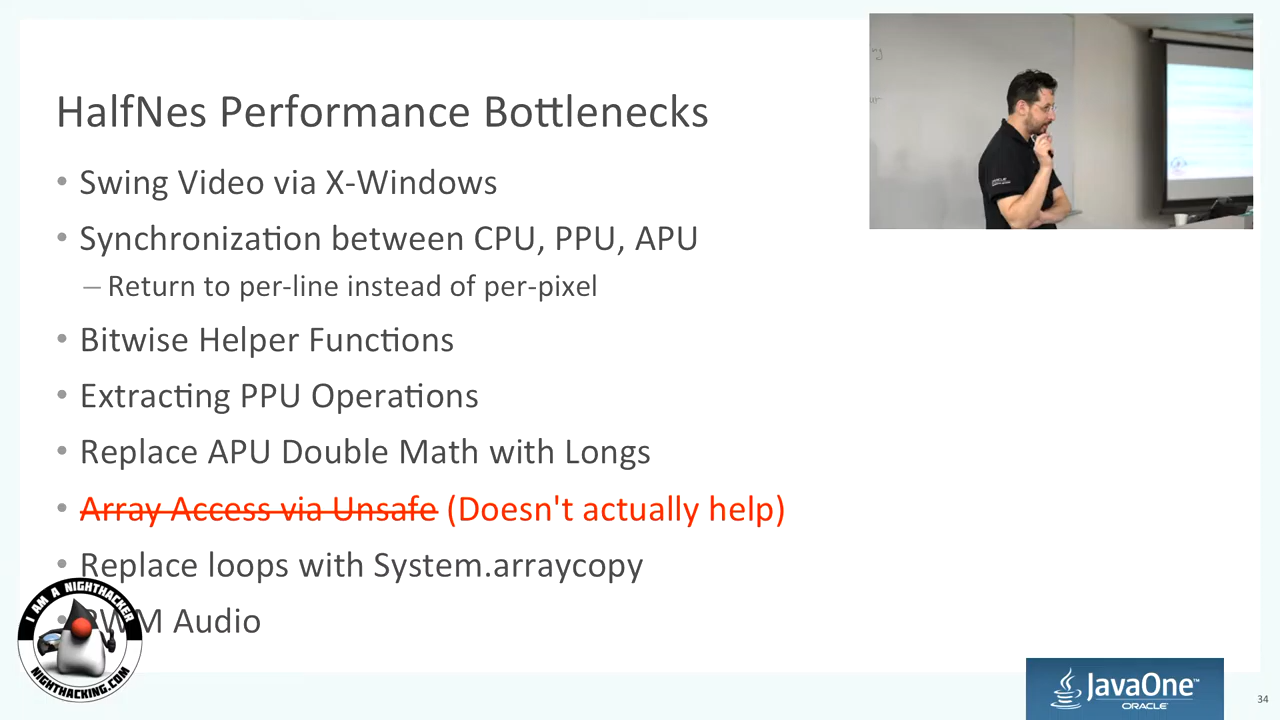 HalfNes Performance Bottlenecks
• Swing Video via X-Windows
• Synchronization between CPU, PPU, APU
– Return to per-line instead of per-pixel
• Bitwise Helper Functions
• Extracting PPU Operations
• Replace APU Double Math with Longs
• Array Access via Unsafe (Doesn't actually help)
• Replace loops with System.arraycopy
Audio
I AM A NIGHTHACKER
NIGHTHACKING.COM
JavaOne™
ORACLE
34